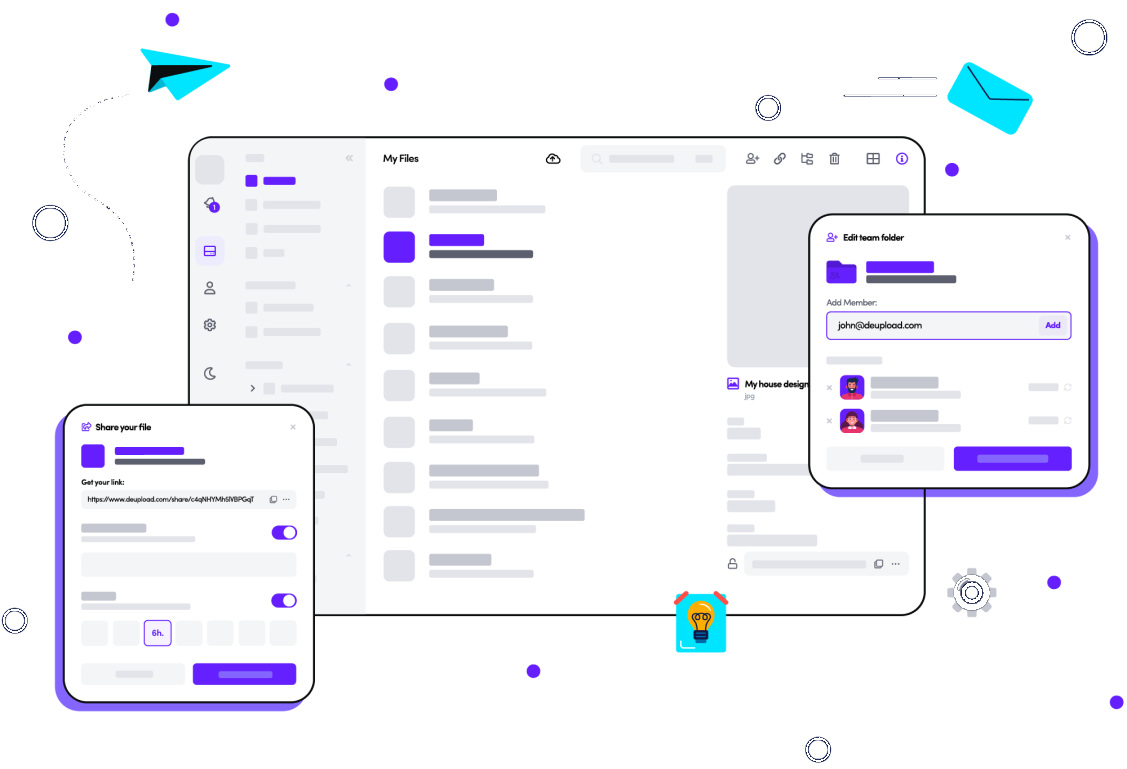 My Files
1
Edit team folder
Add Member:
john@deupload.com
Add
My house design
jpg
Share your file
Get your link:
https://www.deupload.com/share/c4qNHYMh5lVBPGqjT
6h.